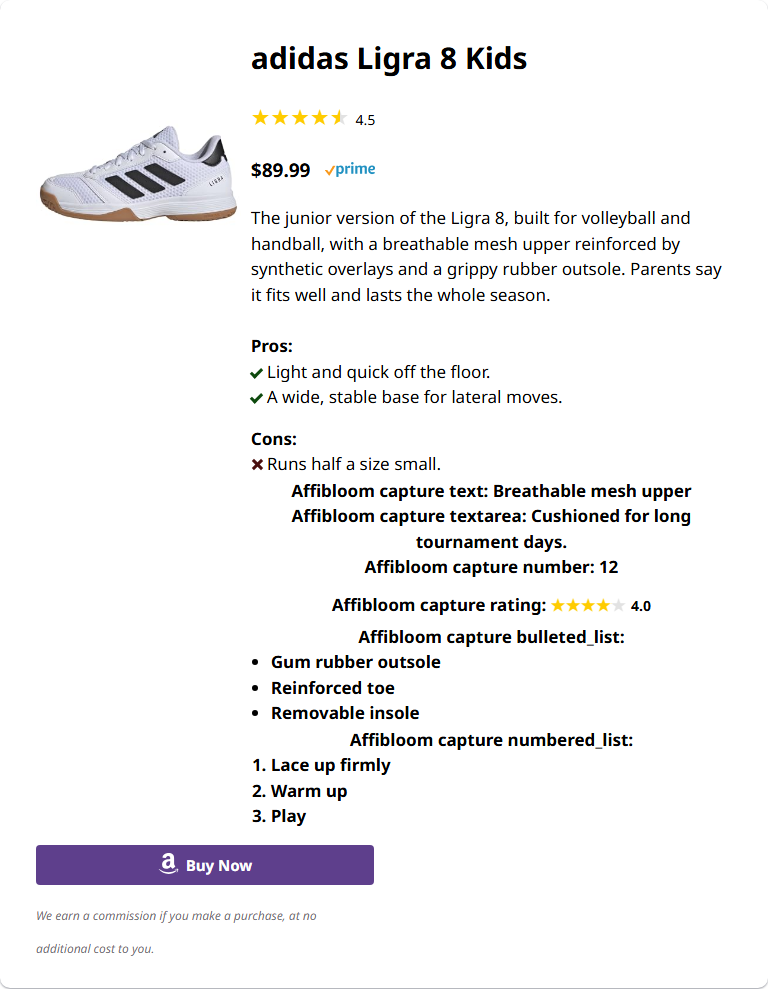 adidas Ligra 8 Kids
4.5
$89.99 prime
LIGRA
The junior version of the Ligra 8, built for volleyball and
handball, with a breathable mesh upper reinforced by
synthetic overlays and a grippy rubber outsole. Parents say
it fits well and lasts the whole season.
Pros:
Light and quick off the floor.
A wide, stable base for lateral moves.
Cons:
Runs half a size small.
Affibloom capture text: Breathable mesh upper
Affibloom capture textarea: Cushioned for long
tournament days.
Affibloom capture number: 12
Affibloom capture rating: 4.0
Affibloom capture bulleted_list:
• Gum rubber outsole
• Reinforced toe
• Removable insole
Affibloom capture numbered_list:
1. Lace up firmly
2. Warm up
3. Play
Buy Now
We earn a commission if you make a purchase, at no
additional cost to you.